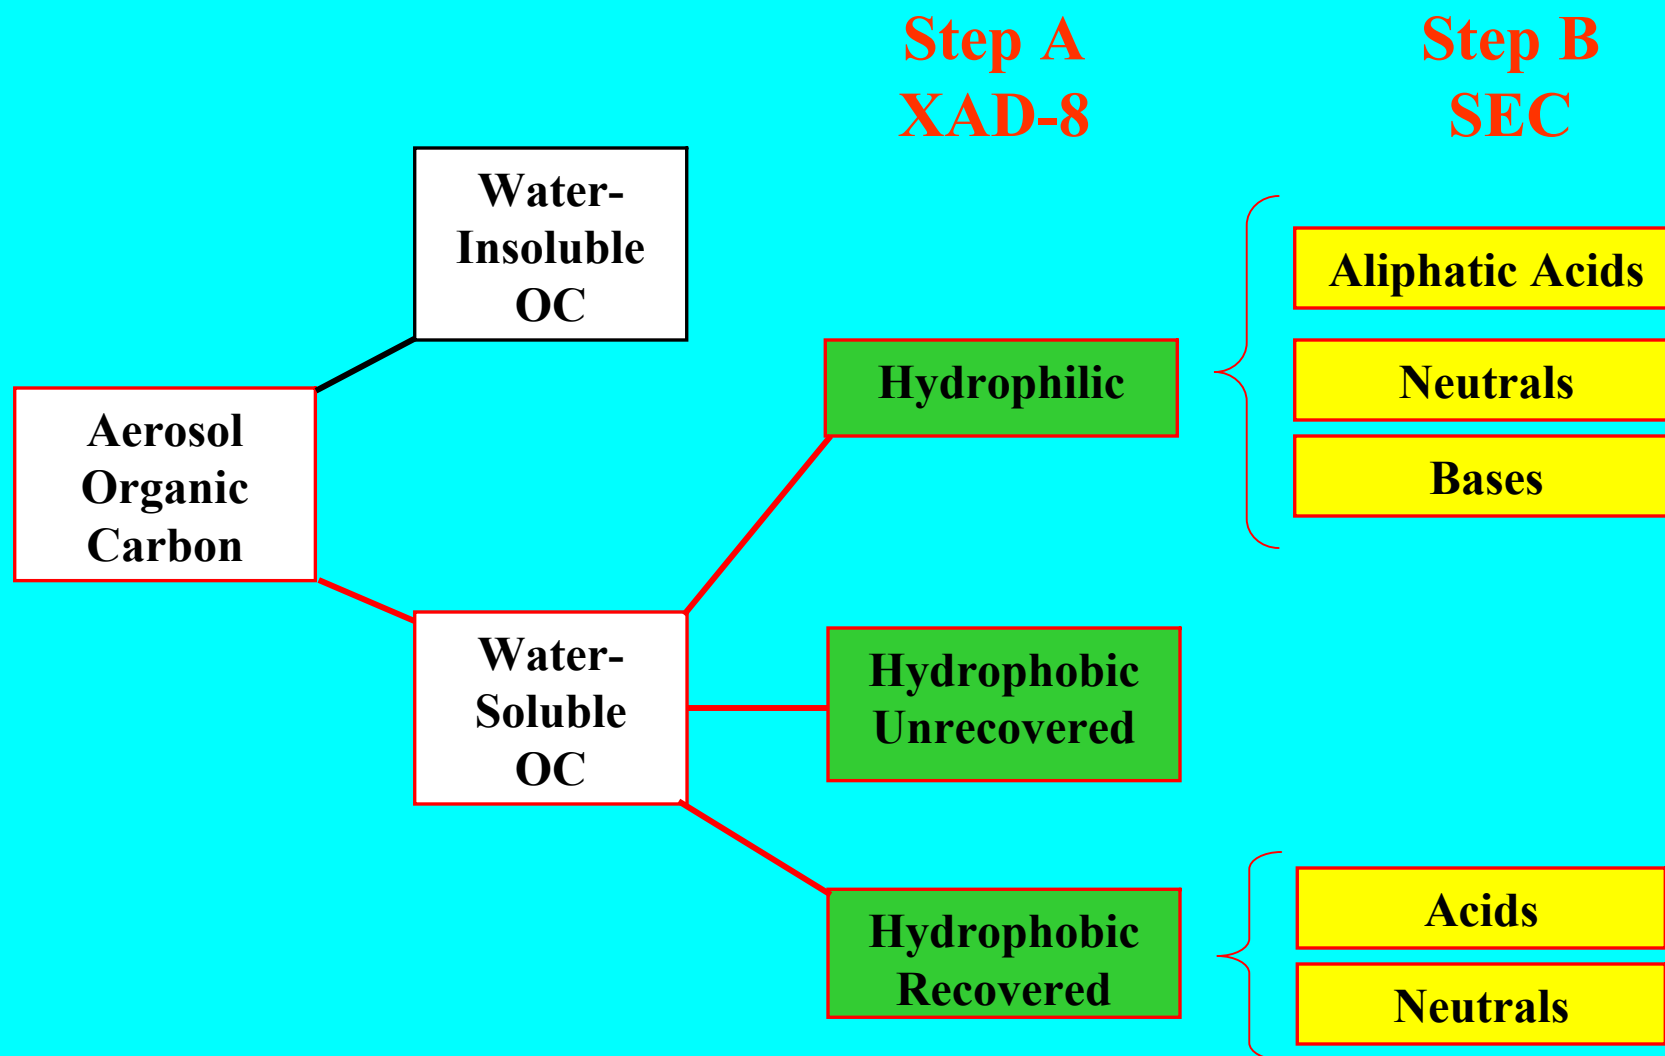 Step A
XAD-8
Step B
SEC
Water-
Insoluble
OC
Aliphatic Acids
Hydrophilic
Neutrals
Aerosol
Organic
Carbon
Bases
Water-
Soluble
OC
Hydrophobic
Unrecovered
Hydrophobic
Recovered
Acids
Neutrals